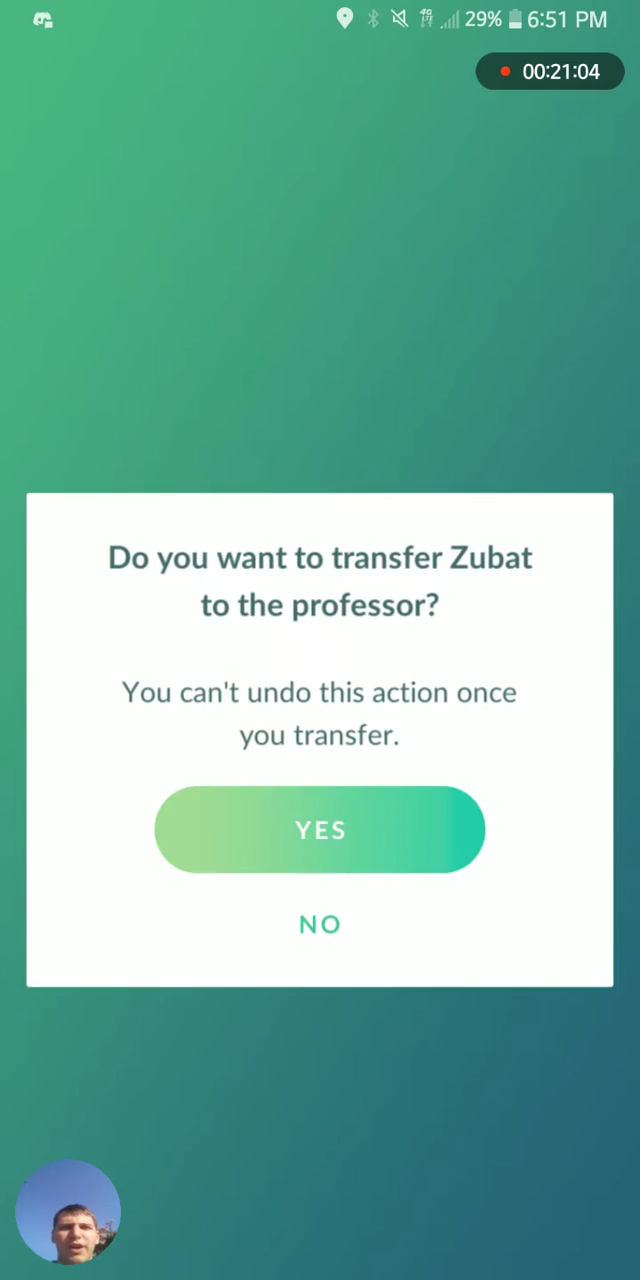 29% 6:51 PM
00:21:04
Do you want to transfer Zubat
to the professor?
You can't undo this action once
you transfer.
YES
NO